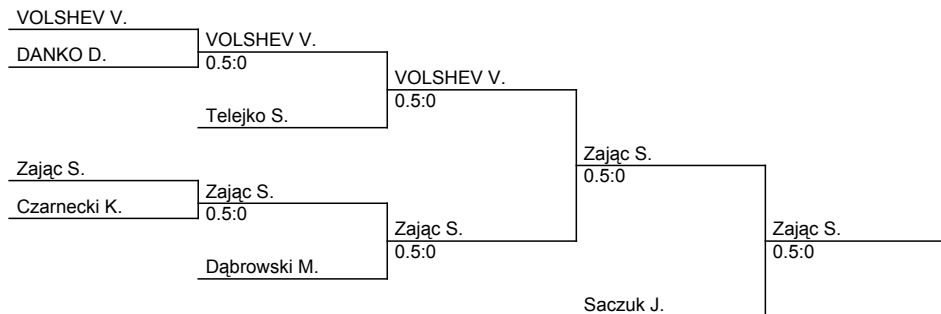 VOLSHEV V.
VOLSHEV V.
DANKO D.
0.5:0
VOLSHEV V.
0.5:0
Telejko S.
Zając S.
0.5:0
Zając S.
Zając S.
Czarnecki K.
0.5:0
Zając S.
0.5:0
Zając S.
0.5:0
Dąbrowski M.
Saczuk J.